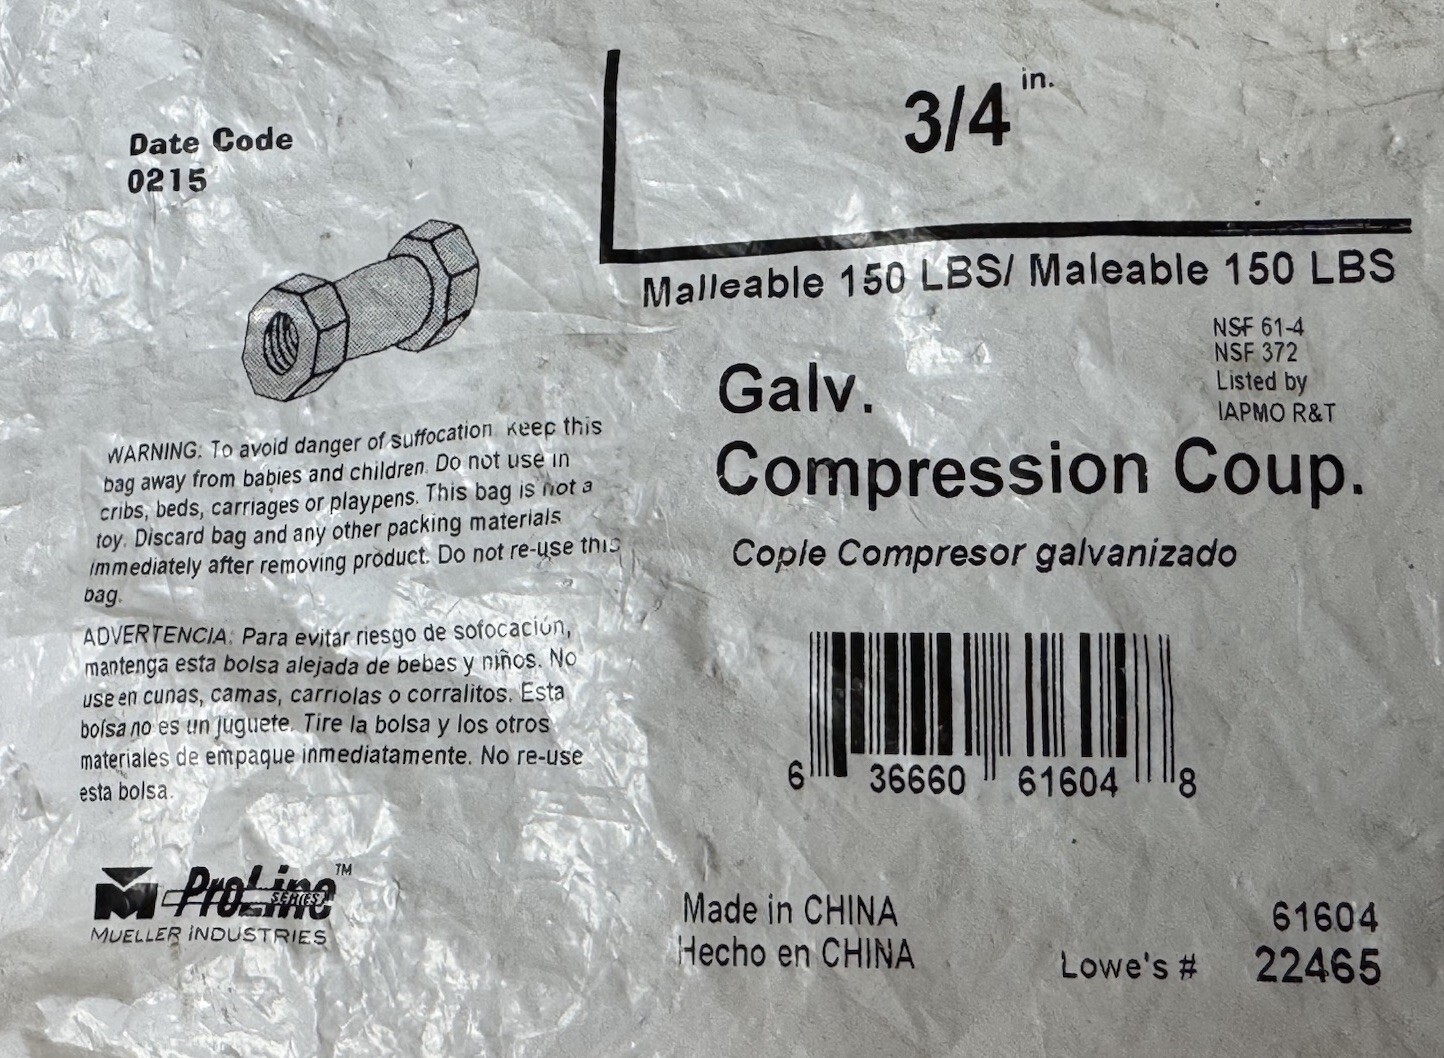 Date Code
0215
3/4 in.
Malleable 150 LBS/ Maleable 150 LBS
NSF 61-4
NSF 372
Listed by
IAPMO R&T
Galv.
Compression Coup.
Cople Compresor galvanizado
WARNING: To avoid danger of suffocation keep this
bag away from babies and children. Do not use in
cribs, beds, carriages or playpens. This bag is not a
toy. Discard bag and any other packing materials
immediately after removing product. Do not re-use this
bag.
ADVERTENCIA: Para evitar riesgo de sofocación,
mantenga esta bolsa alejada de bebes y niños. No
use en cunas, camas, carriolas o corralitos. Esta
bolsa no es un juguete. Tire la bolsa y los otros
materiales de empaque inmediatamente. No re-use
esta bolsa.
6 36660 61604 8
ProLine™
SERIES
MUELLER INDUSTRIES
Made in CHINA
Hecho en CHINA
61604
Lowe's # 22465